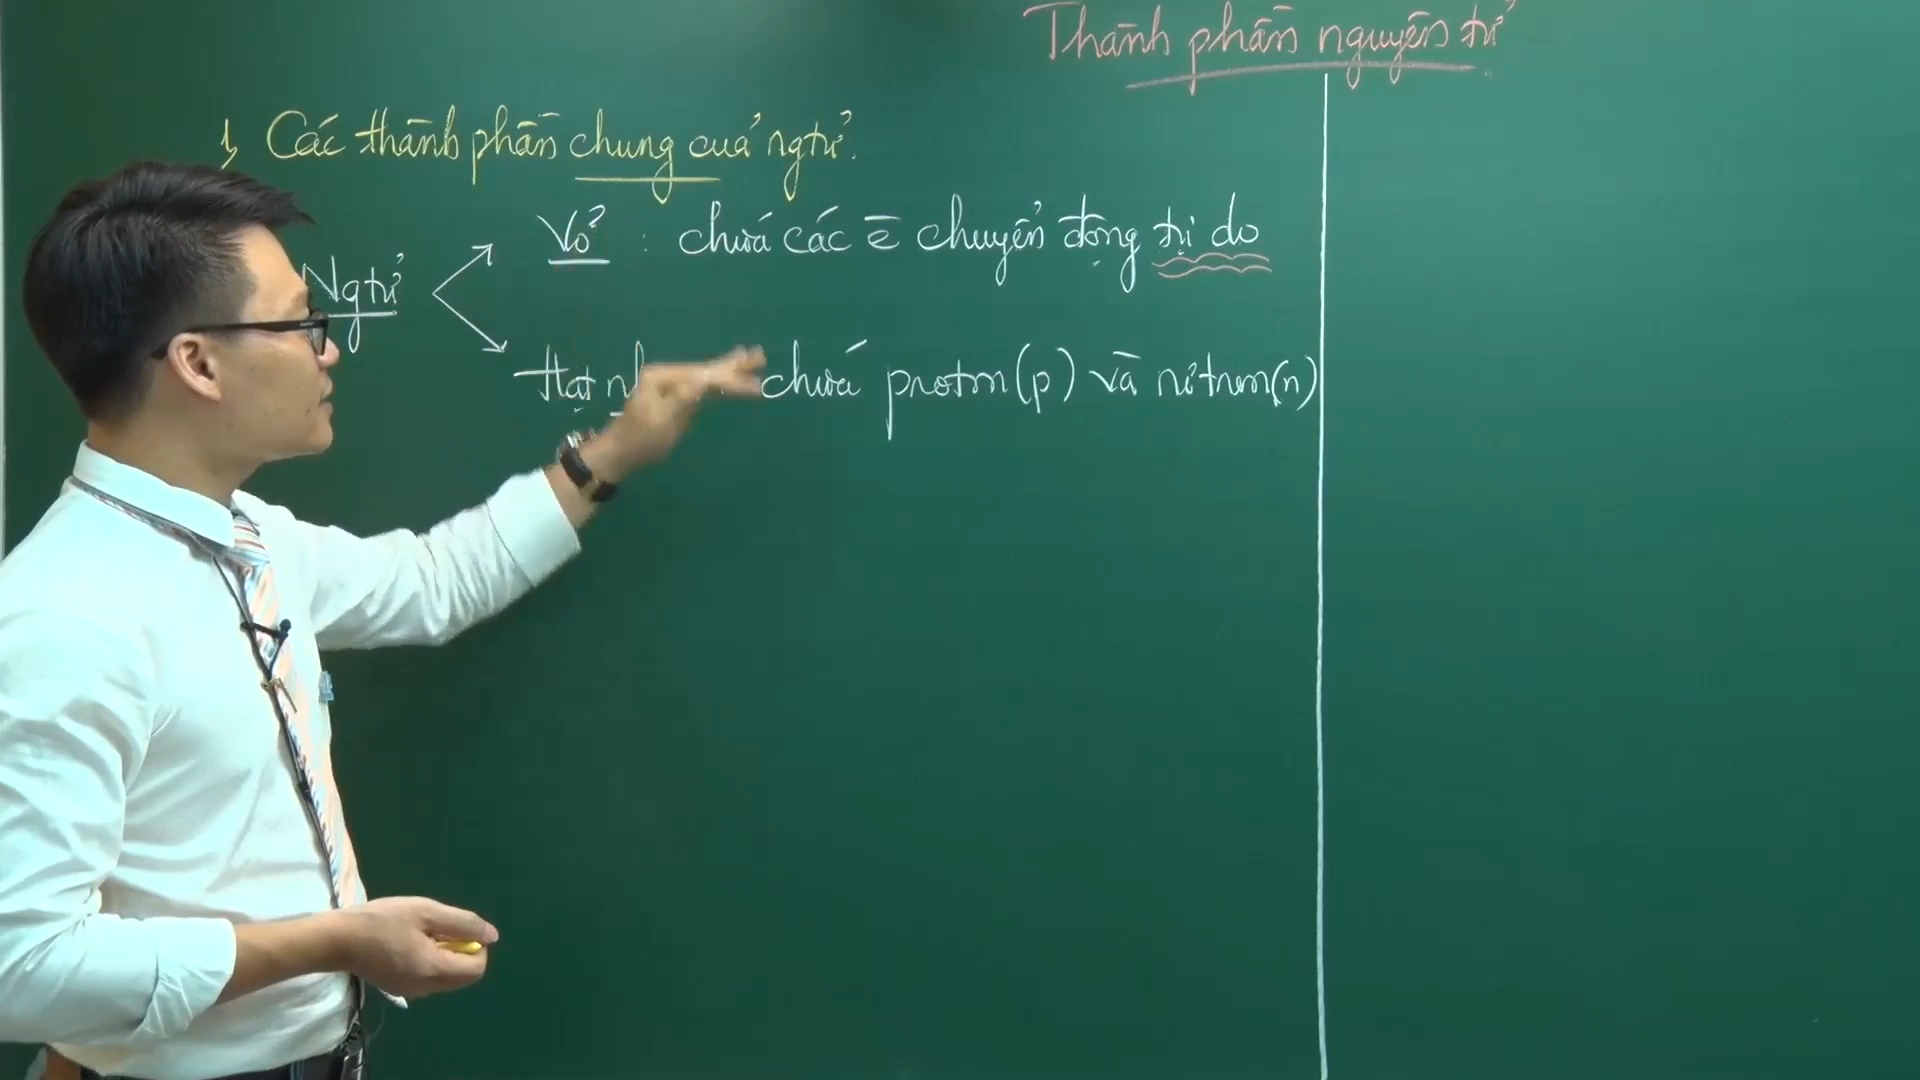 Thành phần nguyên tử
1, Các thành phần chung của ngtử.
Vỏ : chứa các e chuyển động tự do
Ngtử
Hạt chứa proton (p) và nơtron (n)